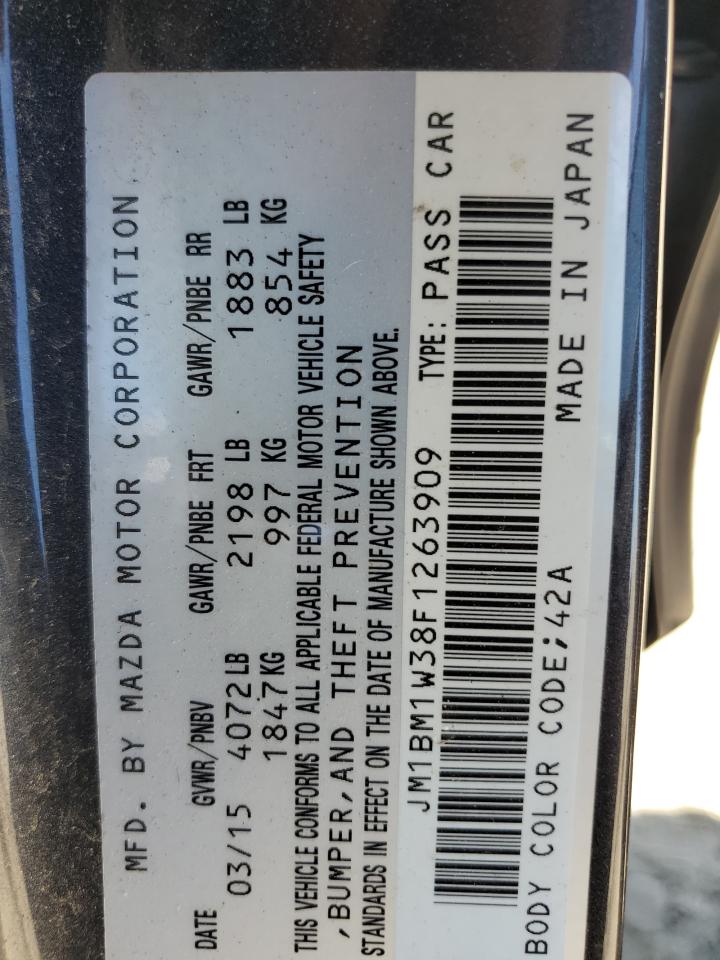 MFD. BY MAZDA MOTOR CORPORATION
DATE GVWR/PNBV GAWR/PNBE FRT GAWR/PNBE RR
03/15 4072LB 2198 LB 1883 LB
1847KG 997 KG 854 KG
THIS VEHICLE CONFORMS TO ALL APPLICABLE FEDERAL MOTOR VEHICLE SAFETY
,BUMPER,AND THEFT PREVENTION
STANDARDS IN EFFECT ON THE DATE OF MANUFACTURE SHOWN ABOVE.
JM1BM1W38F1263909 TYPE: PASS CAR
BODY COLOR CODE;42A MADE IN JAPAN